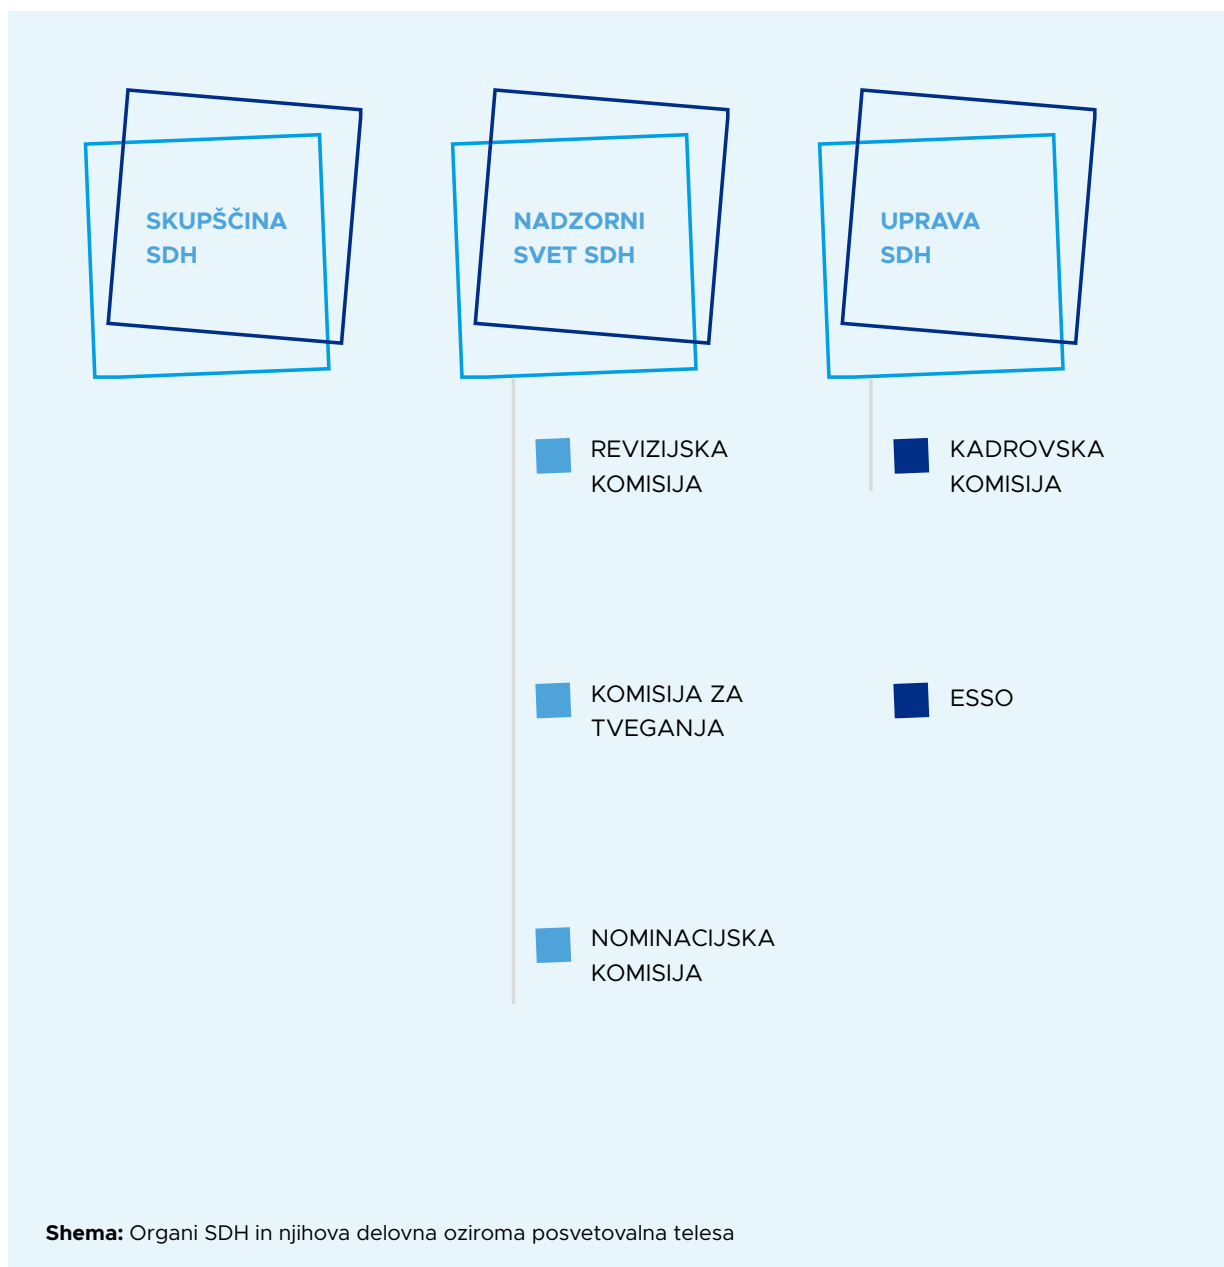 SKUPŠČINA
SDH
NADZORNI
SVET SDH
UPRAVA
SDH
REVIZIJSKA
KOMISIJA
KOMISIJA ZA
TVEGANJA
NOMINACIJSKA
KOMISIJA
KADROVSKA
KOMISIJA
ESSO
Shema: Organi SDH in njihova delovna oziroma posvetovalna telesa